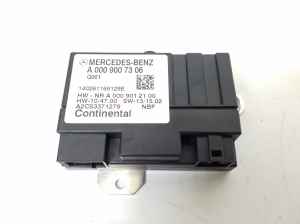 MERCEDES-BENZ
A 000 900 73 06
Q001
140261169129E
HW - NR A 000 901 21 00
HW-10/47.00 SW-13/15.02
A2C53371279 NBF
Continental